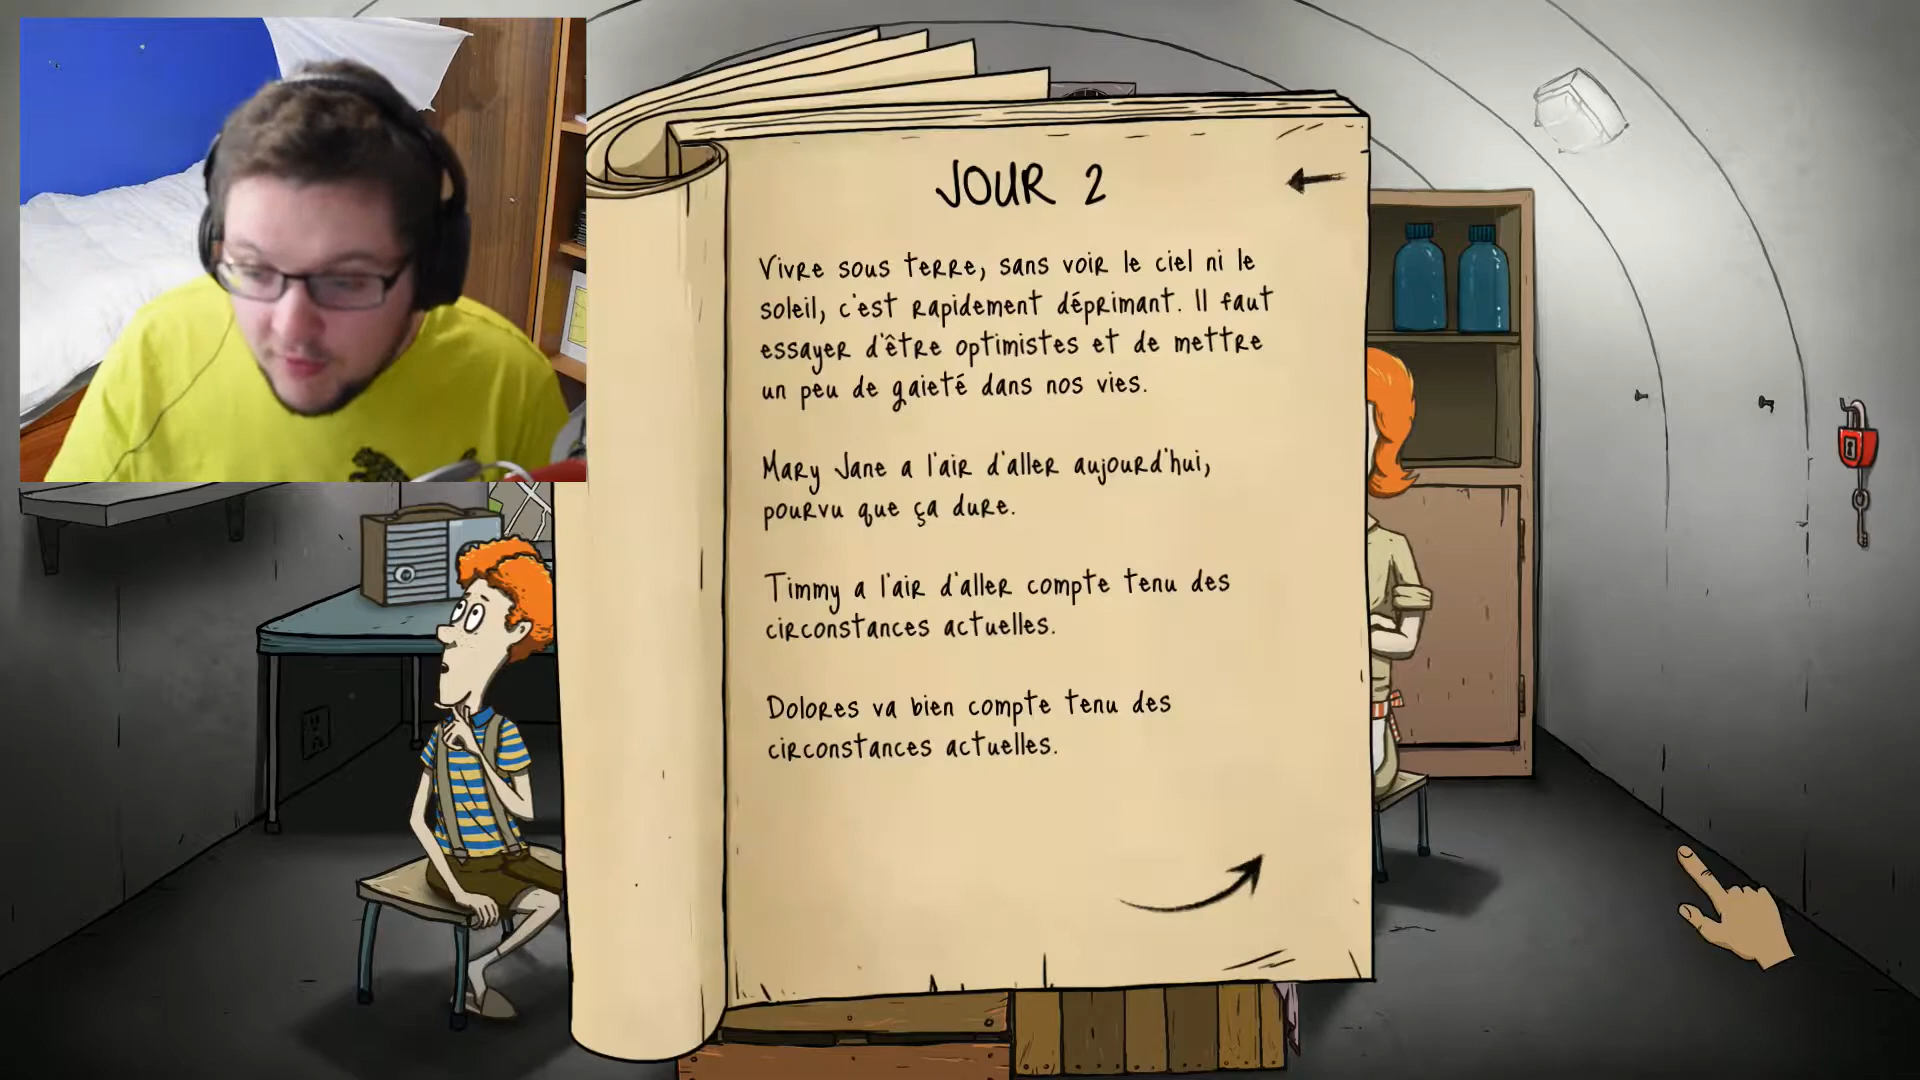 JOUR 2
Vivre sous terre, sans voir le ciel ni le
soleil, c'est rapidement déprimant. Il faut
essayer d'être optimistes et de mettre
un peu de gaieté dans nos vies.
Mary Jane a l'air d'aller aujourd'hui,
pourvu que ça dure.
Timmy a l'air d'aller compte tenu des
circonstances actuelles.
Dolores va bien compte tenu des
circonstances actuelles.